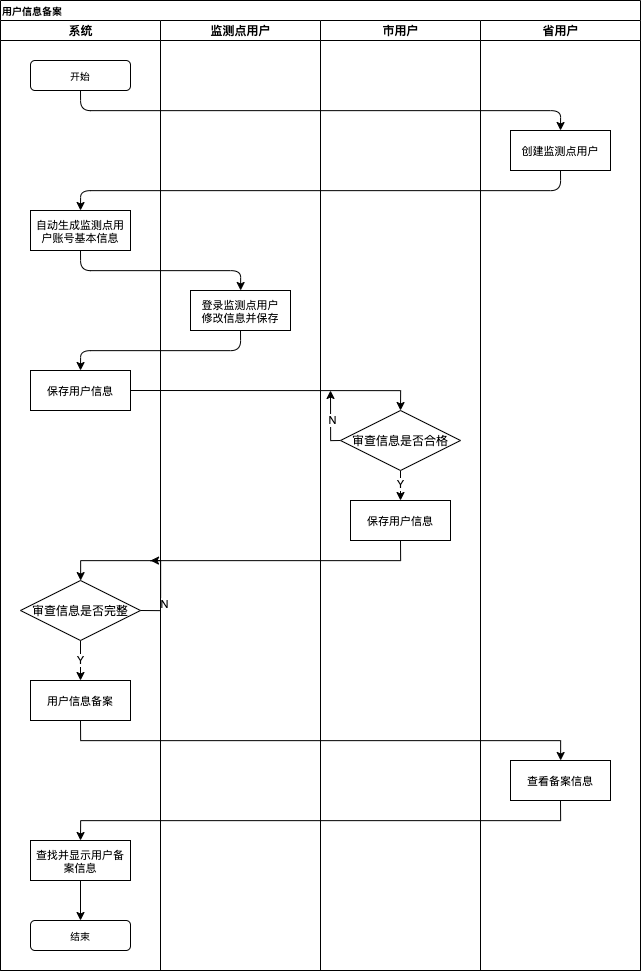 用户信息备案
系统
监测点用户
市用户
省用户
开始
创建监测点用户
自动生成监测点用
户账号基本信息
登录监测点用户
修改信息并保存
保存用户信息
N
审查信息是否合格
Y
保存用户信息
审查信息是否完整
N
Y
用户信息备案
查看备案信息
查找并显示用户备
案信息
结束